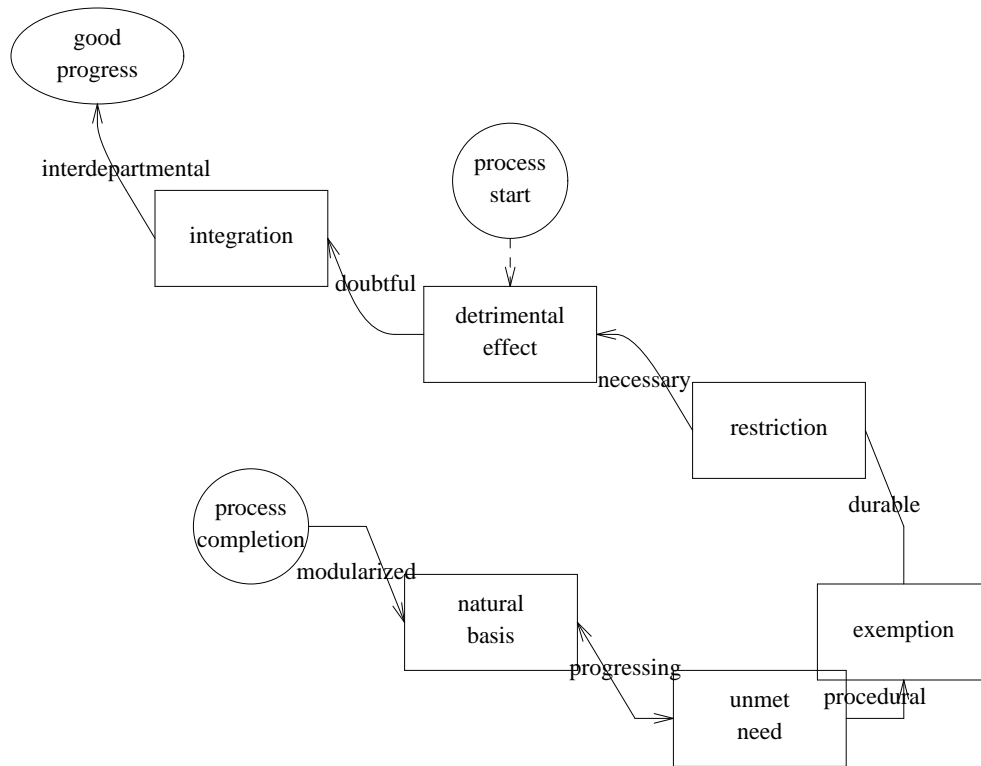 good
progress
interdepartmental
process
start
integration
doubtful
detrimental
effect
necessary
restriction
durable
process
completion
modularized
natural
basis
exemption
progressing
unmet
need
procedural